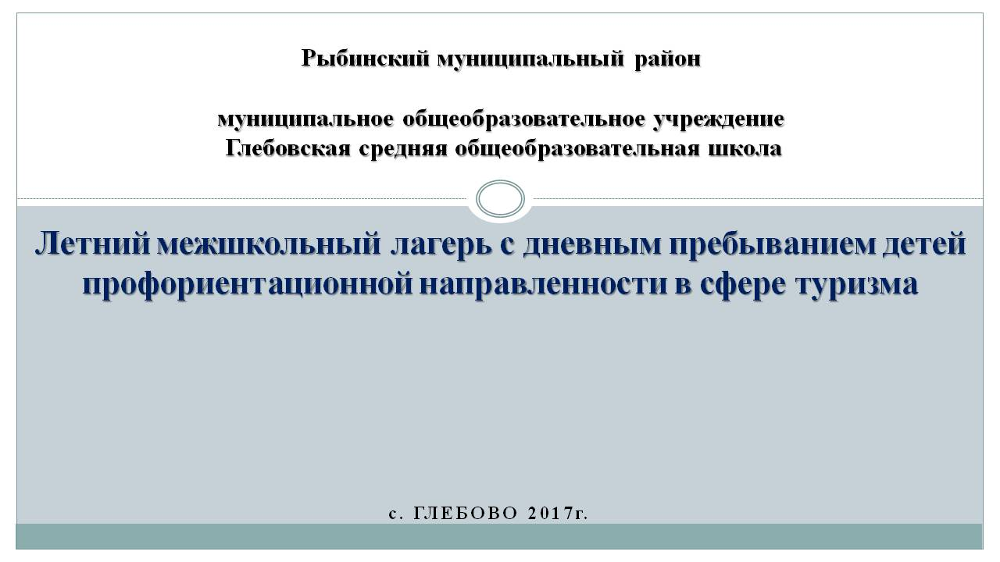 Рыбинский муниципальный район
муниципальное общеобразовательное учреждение
Глебовская средняя общеобразовательная школа
Летний межшкольный лагерь с дневным пребыванием детей
профориентационной направленности в сфере туризма
с. ГЛЕБОВО 2017г.